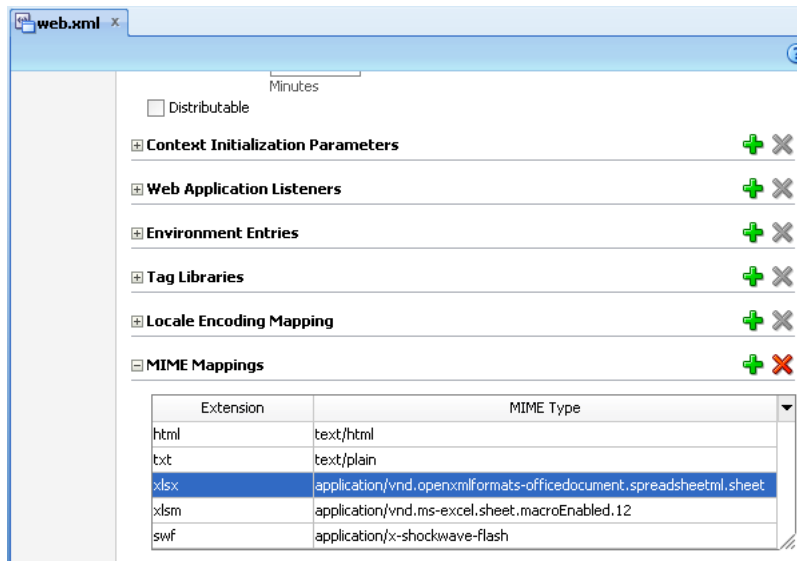 web.xml
Minutes
Distributable
Context Initialization Parameters
Web Application Listeners
Environment Entries
Tag Libraries
Locale Encoding Mapping
MIME Mappings
Extension MIME Type
html text/html
txt text/plain
xlsx application/vnd.openxmlformats-officedocument.spreadsheetml.sheet
xlsm application/vnd.ms-excel.sheet.macroEnabled.12
swf application/x-shockwave-flash